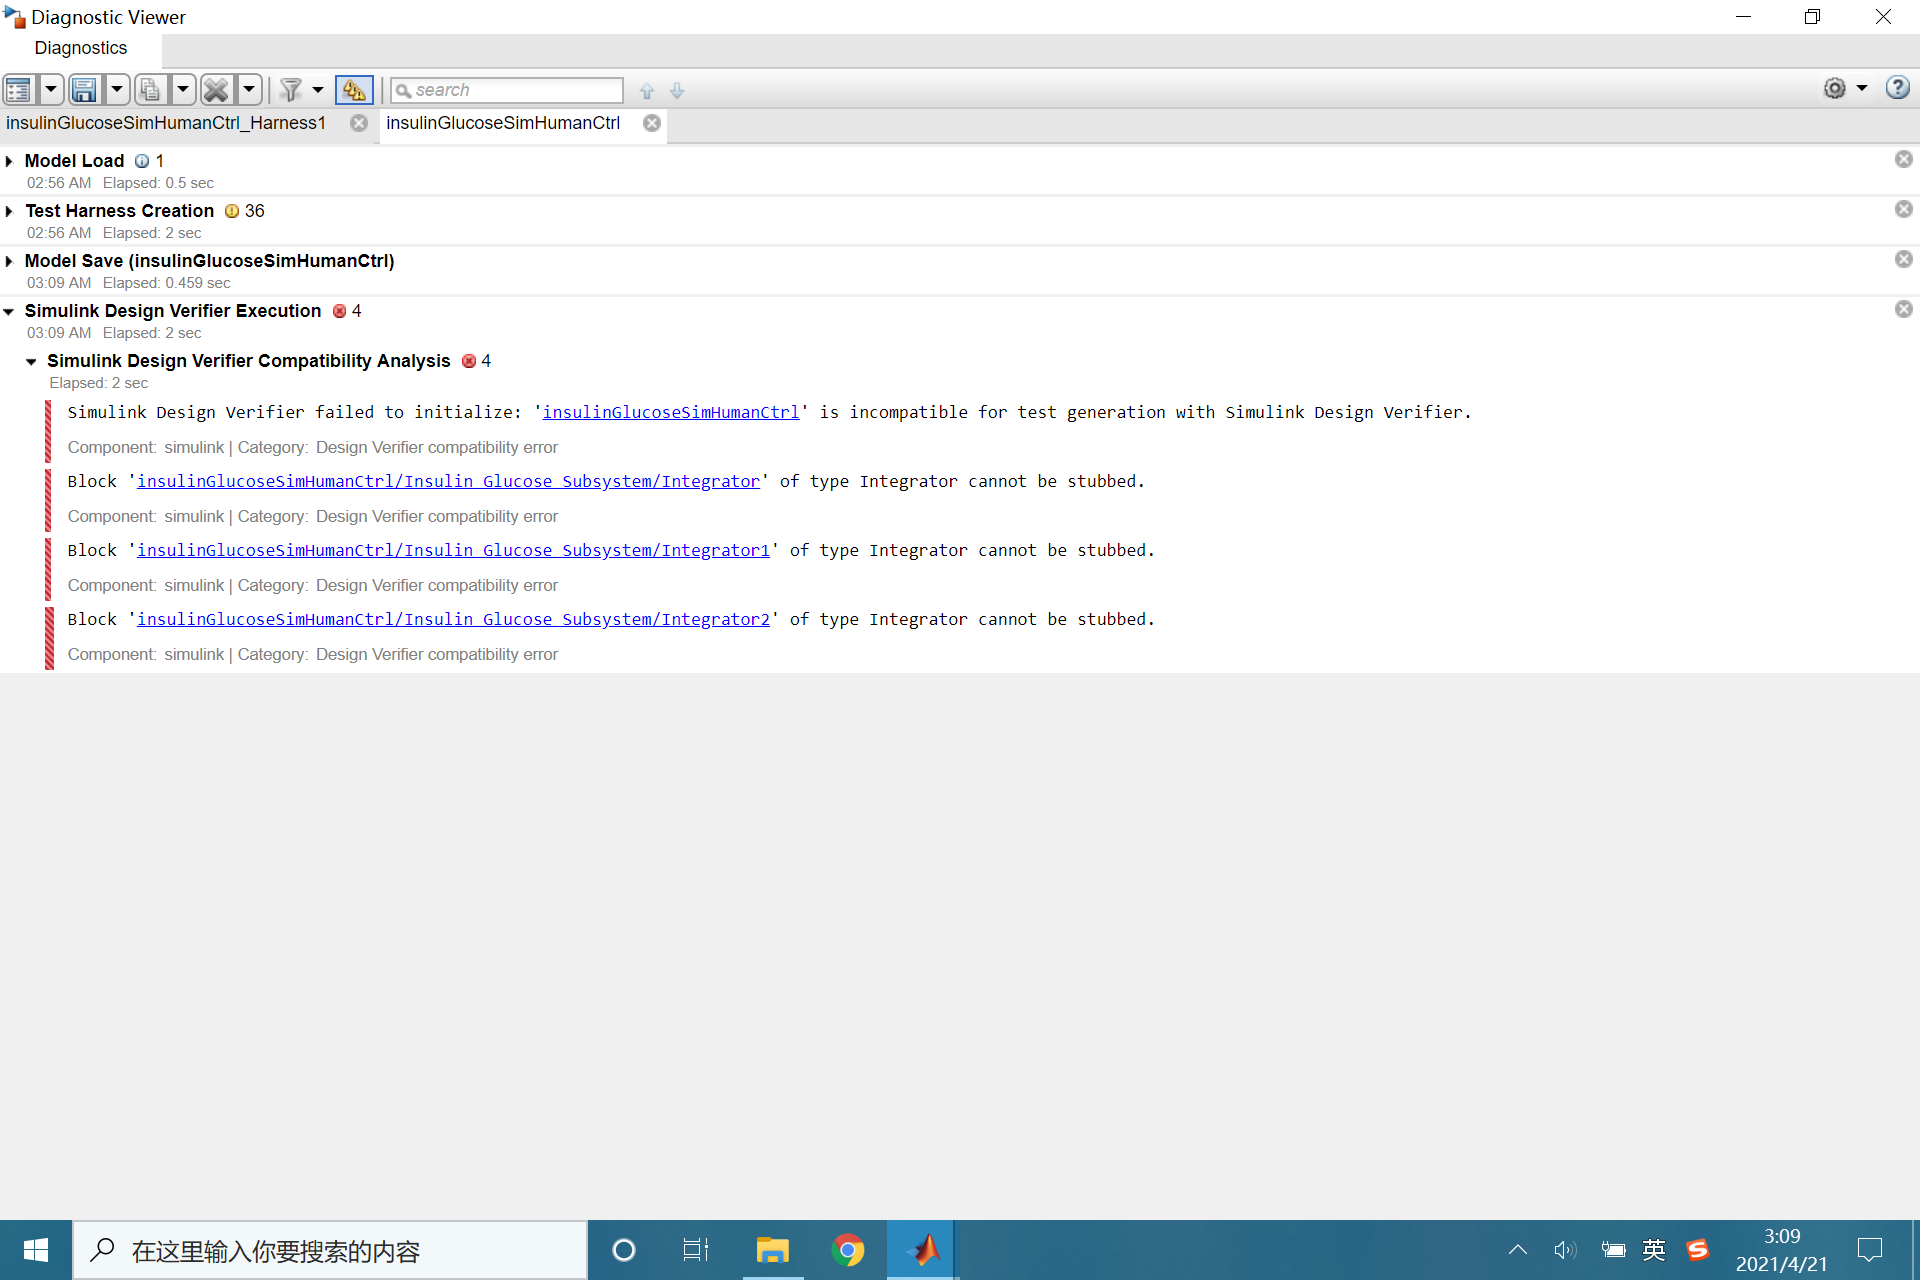 Diagnostic Viewer
Diagnostics
search
insulinGlucoseSimHumanCtrl_Harness1
insulinGlucoseSimHumanCtrl
Model Load 1
02:56 AM Elapsed: 0.5 sec
Test Harness Creation 36
02:56 AM Elapsed: 2 sec
Model Save (insulinGlucoseSimHumanCtrl)
03:09 AM Elapsed: 0.459 sec
Simulink Design Verifier Execution 4
03:09 AM Elapsed: 2 sec
Simulink Design Verifier Compatibility Analysis 4
Elapsed: 2 sec
Simulink Design Verifier failed to initialize: 'insulinGlucoseSimHumanCtrl' is incompatible for test generation with Simulink Design Verifier.
Component: simulink | Category: Design Verifier compatibility error
Block 'insulinGlucoseSimHumanCtrl/Insulin Glucose Subsystem/Integrator' of type Integrator cannot be stubbed.
Component: simulink | Category: Design Verifier compatibility error
Block 'insulinGlucoseSimHumanCtrl/Insulin Glucose Subsystem/Integrator1' of type Integrator cannot be stubbed.
Component: simulink | Category: Design Verifier compatibility error
Block 'insulinGlucoseSimHumanCtrl/Insulin Glucose Subsystem/Integrator2' of type Integrator cannot be stubbed.
Component: simulink | Category: Design Verifier compatibility error
在这里输入你要搜索的内容
英
3:09
2021/4/21